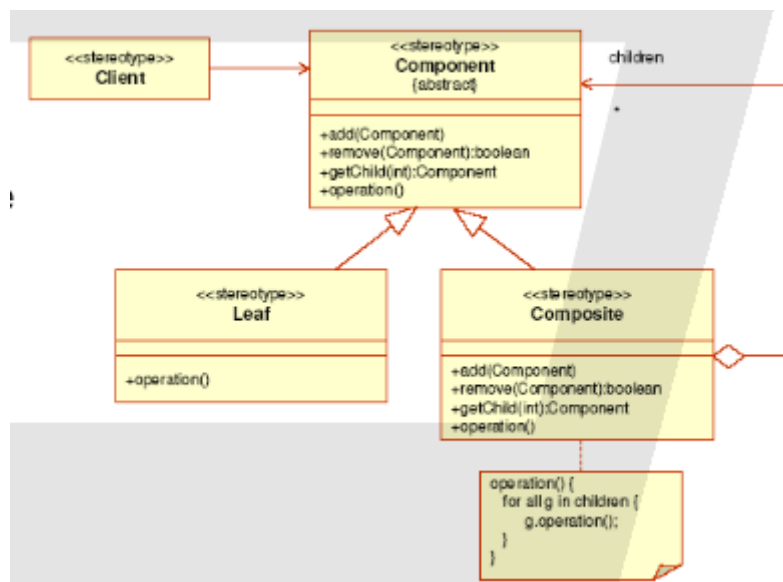 <<stereotype>>
Client
<<stereotype>>
Component
{abstract}
+add(Component)
+remove(Component):boolean
+getChild(int):Component
+operation()
children
*
e
<<stereotype>>
Leaf
+operation()
<<stereotype>>
Composite
+add(Component)
+remove(Component):boolean
+getChild(int):Component
+operation()
operation() {
for all g in children {
g.operation();
}
}